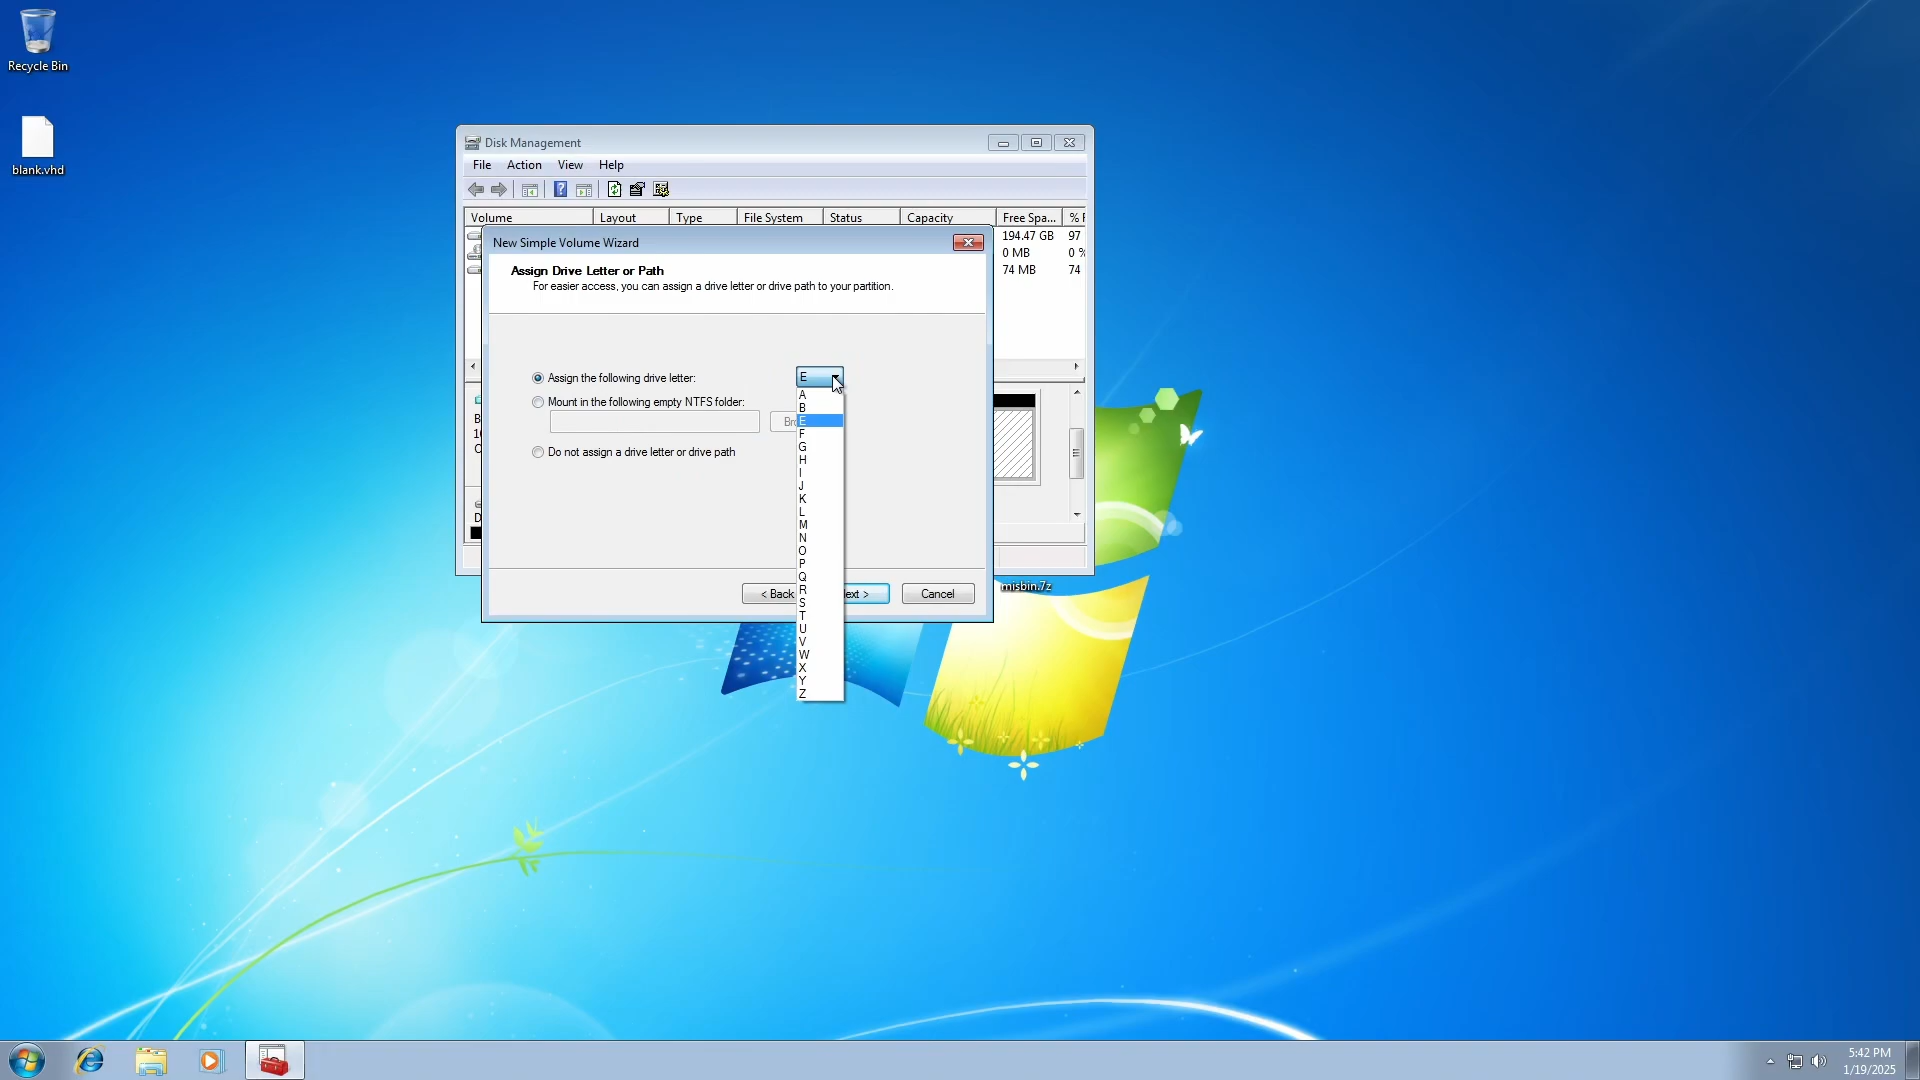 Recycle Bin
blank.vhd
Disk Management
File Action View Help
Volume Layout Type File System Status Capacity Free Spa... % F
194.47 GB 97
0 MB 0 %
74 MB 74
New Simple Volume Wizard
Assign Drive Letter or Path
For easier access, you can assign a drive letter or drive path to your partition.
Assign the following drive letter: E
Mount in the following empty NTFS folder:
Bro
Do not assign a drive letter or drive path
A
B
E
F
G
H
I
J
K
L
M
N
O
P
Q
R
S
T
U
V
W
X
Y
Z
< Back ext > Cancel
misbin.7z
5:42 PM
1/19/2025